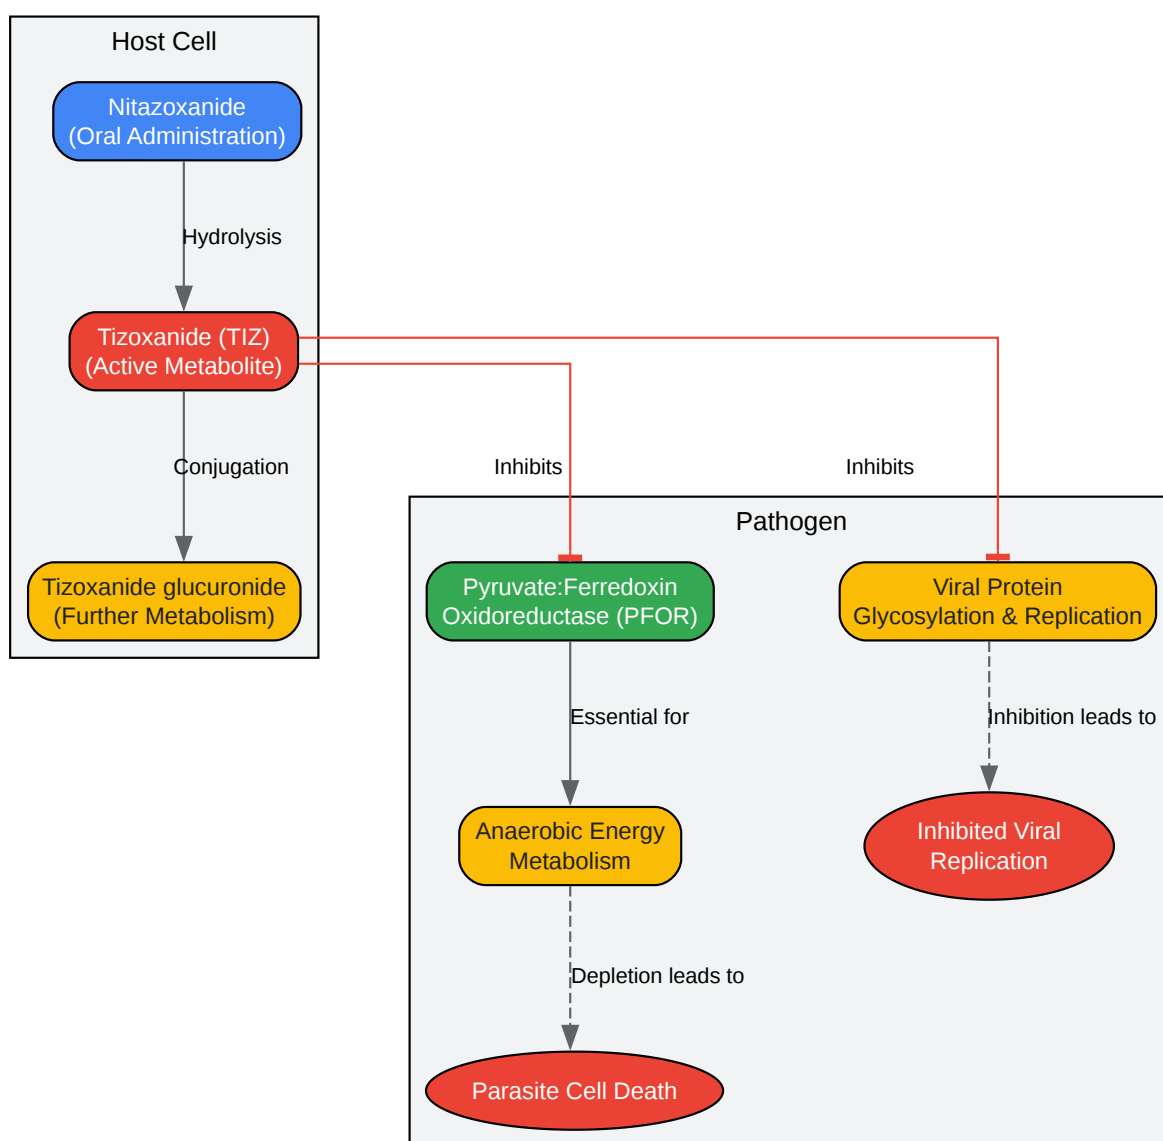 Host Cell
Nitazoxanide
(Oral Administration)
Hydrolysis
Tizoxanide (TIZ)
(Active Metabolite)
Conjugation
Inhibits
Inhibits
Pathogen
Tizoxanide glucuronide
(Further Metabolism)
Pyruvate:Ferredoxin
Oxidoreductase (PFOR)
Viral Protein
Glycosylation & Replication
Essential for
Inhibition leads to
Anaerobic Energy
Metabolism
Inhibited Viral
Replication
Depletion leads to
Parasite Cell Death